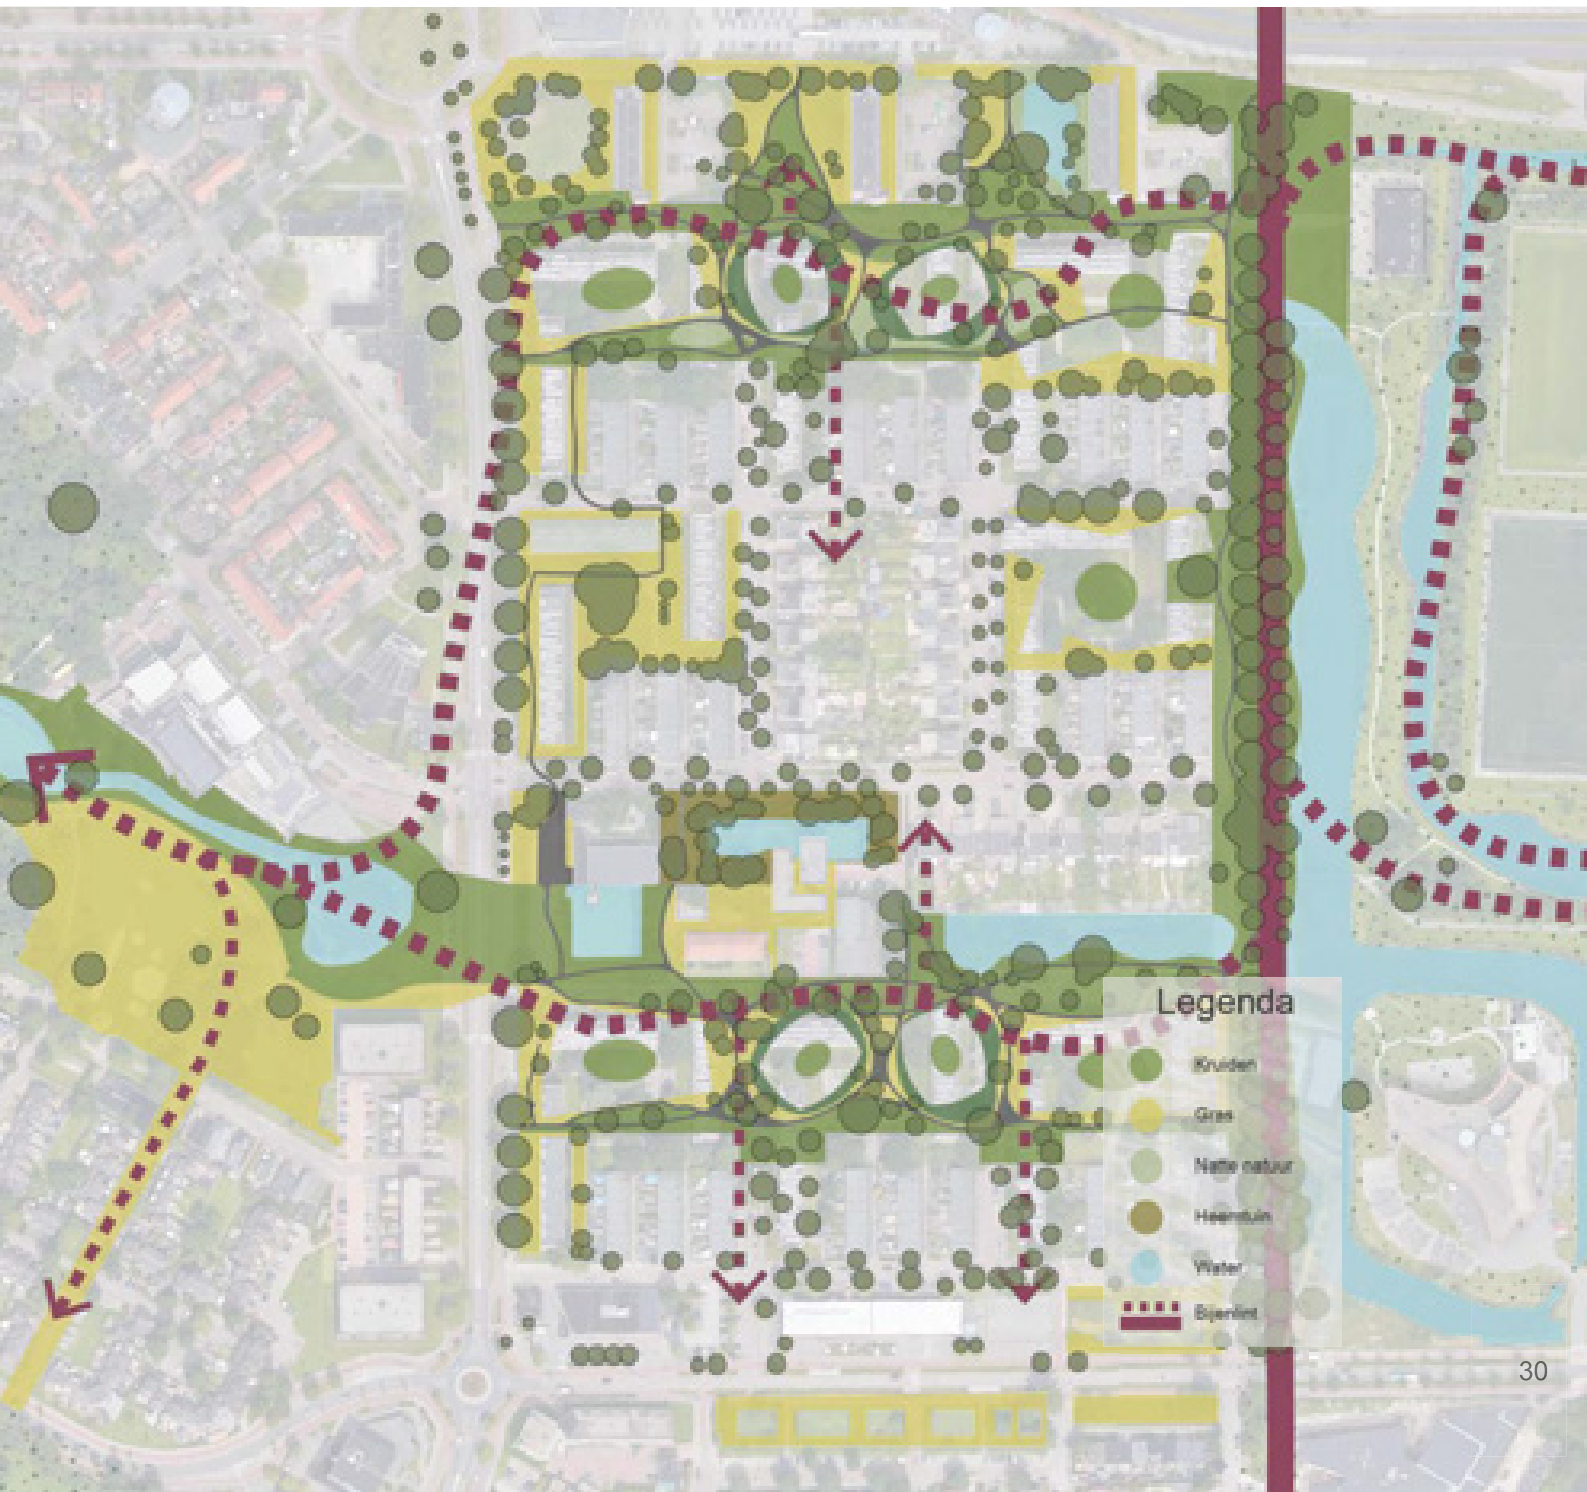 Legenda
Kruiden
Gras
Natte natuur
Heemtuin
Water
Bijenlint
30